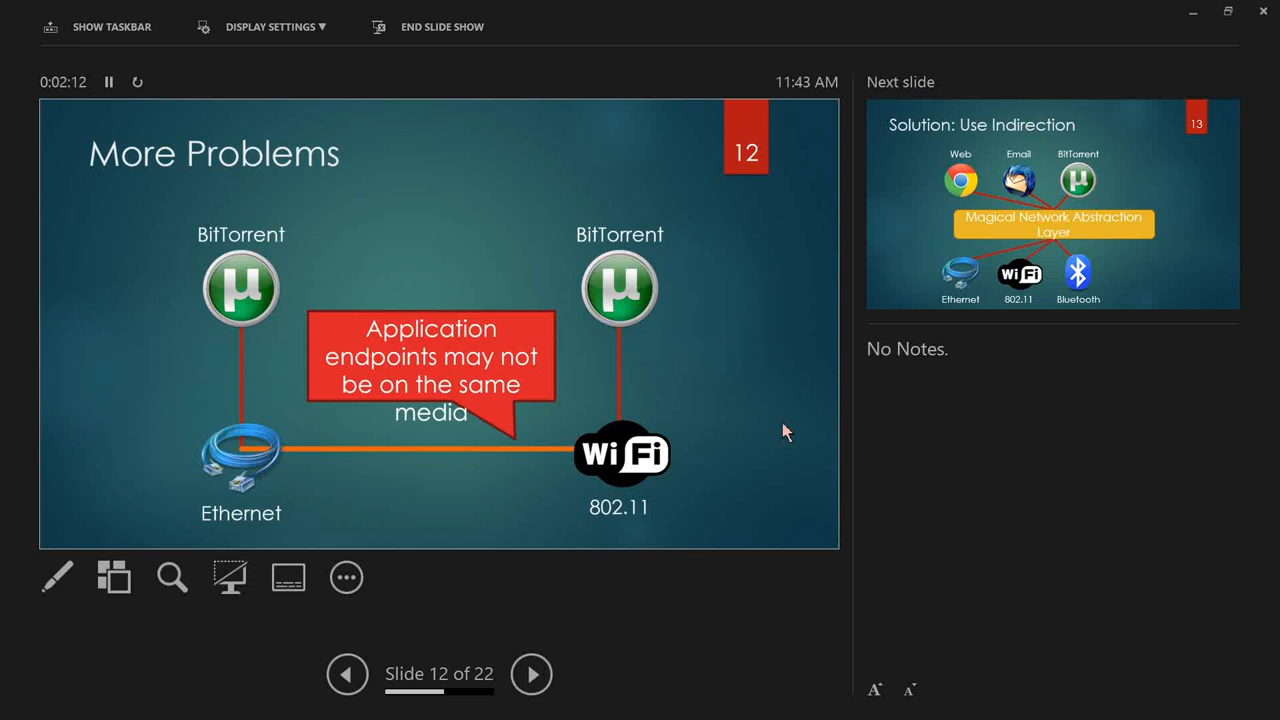 SHOW TASKBAR
DISPLAY SETTINGS ▼
END SLIDE SHOW
0:02:12
11:43 AM
More Problems
12
BitTorrent
BitTorrent
µ
µ
Application
endpoints may not
be on the same
media
Wi Fi
Ethernet
802.11
Slide 12 of 22
Next slide
Solution: Use Indirection
13
Web
Email
BitTorrent
µ
Magical Network Abstraction
Layer
Wi Fi
Ethernet
802.11
Bluetooth
No Notes.
A
A